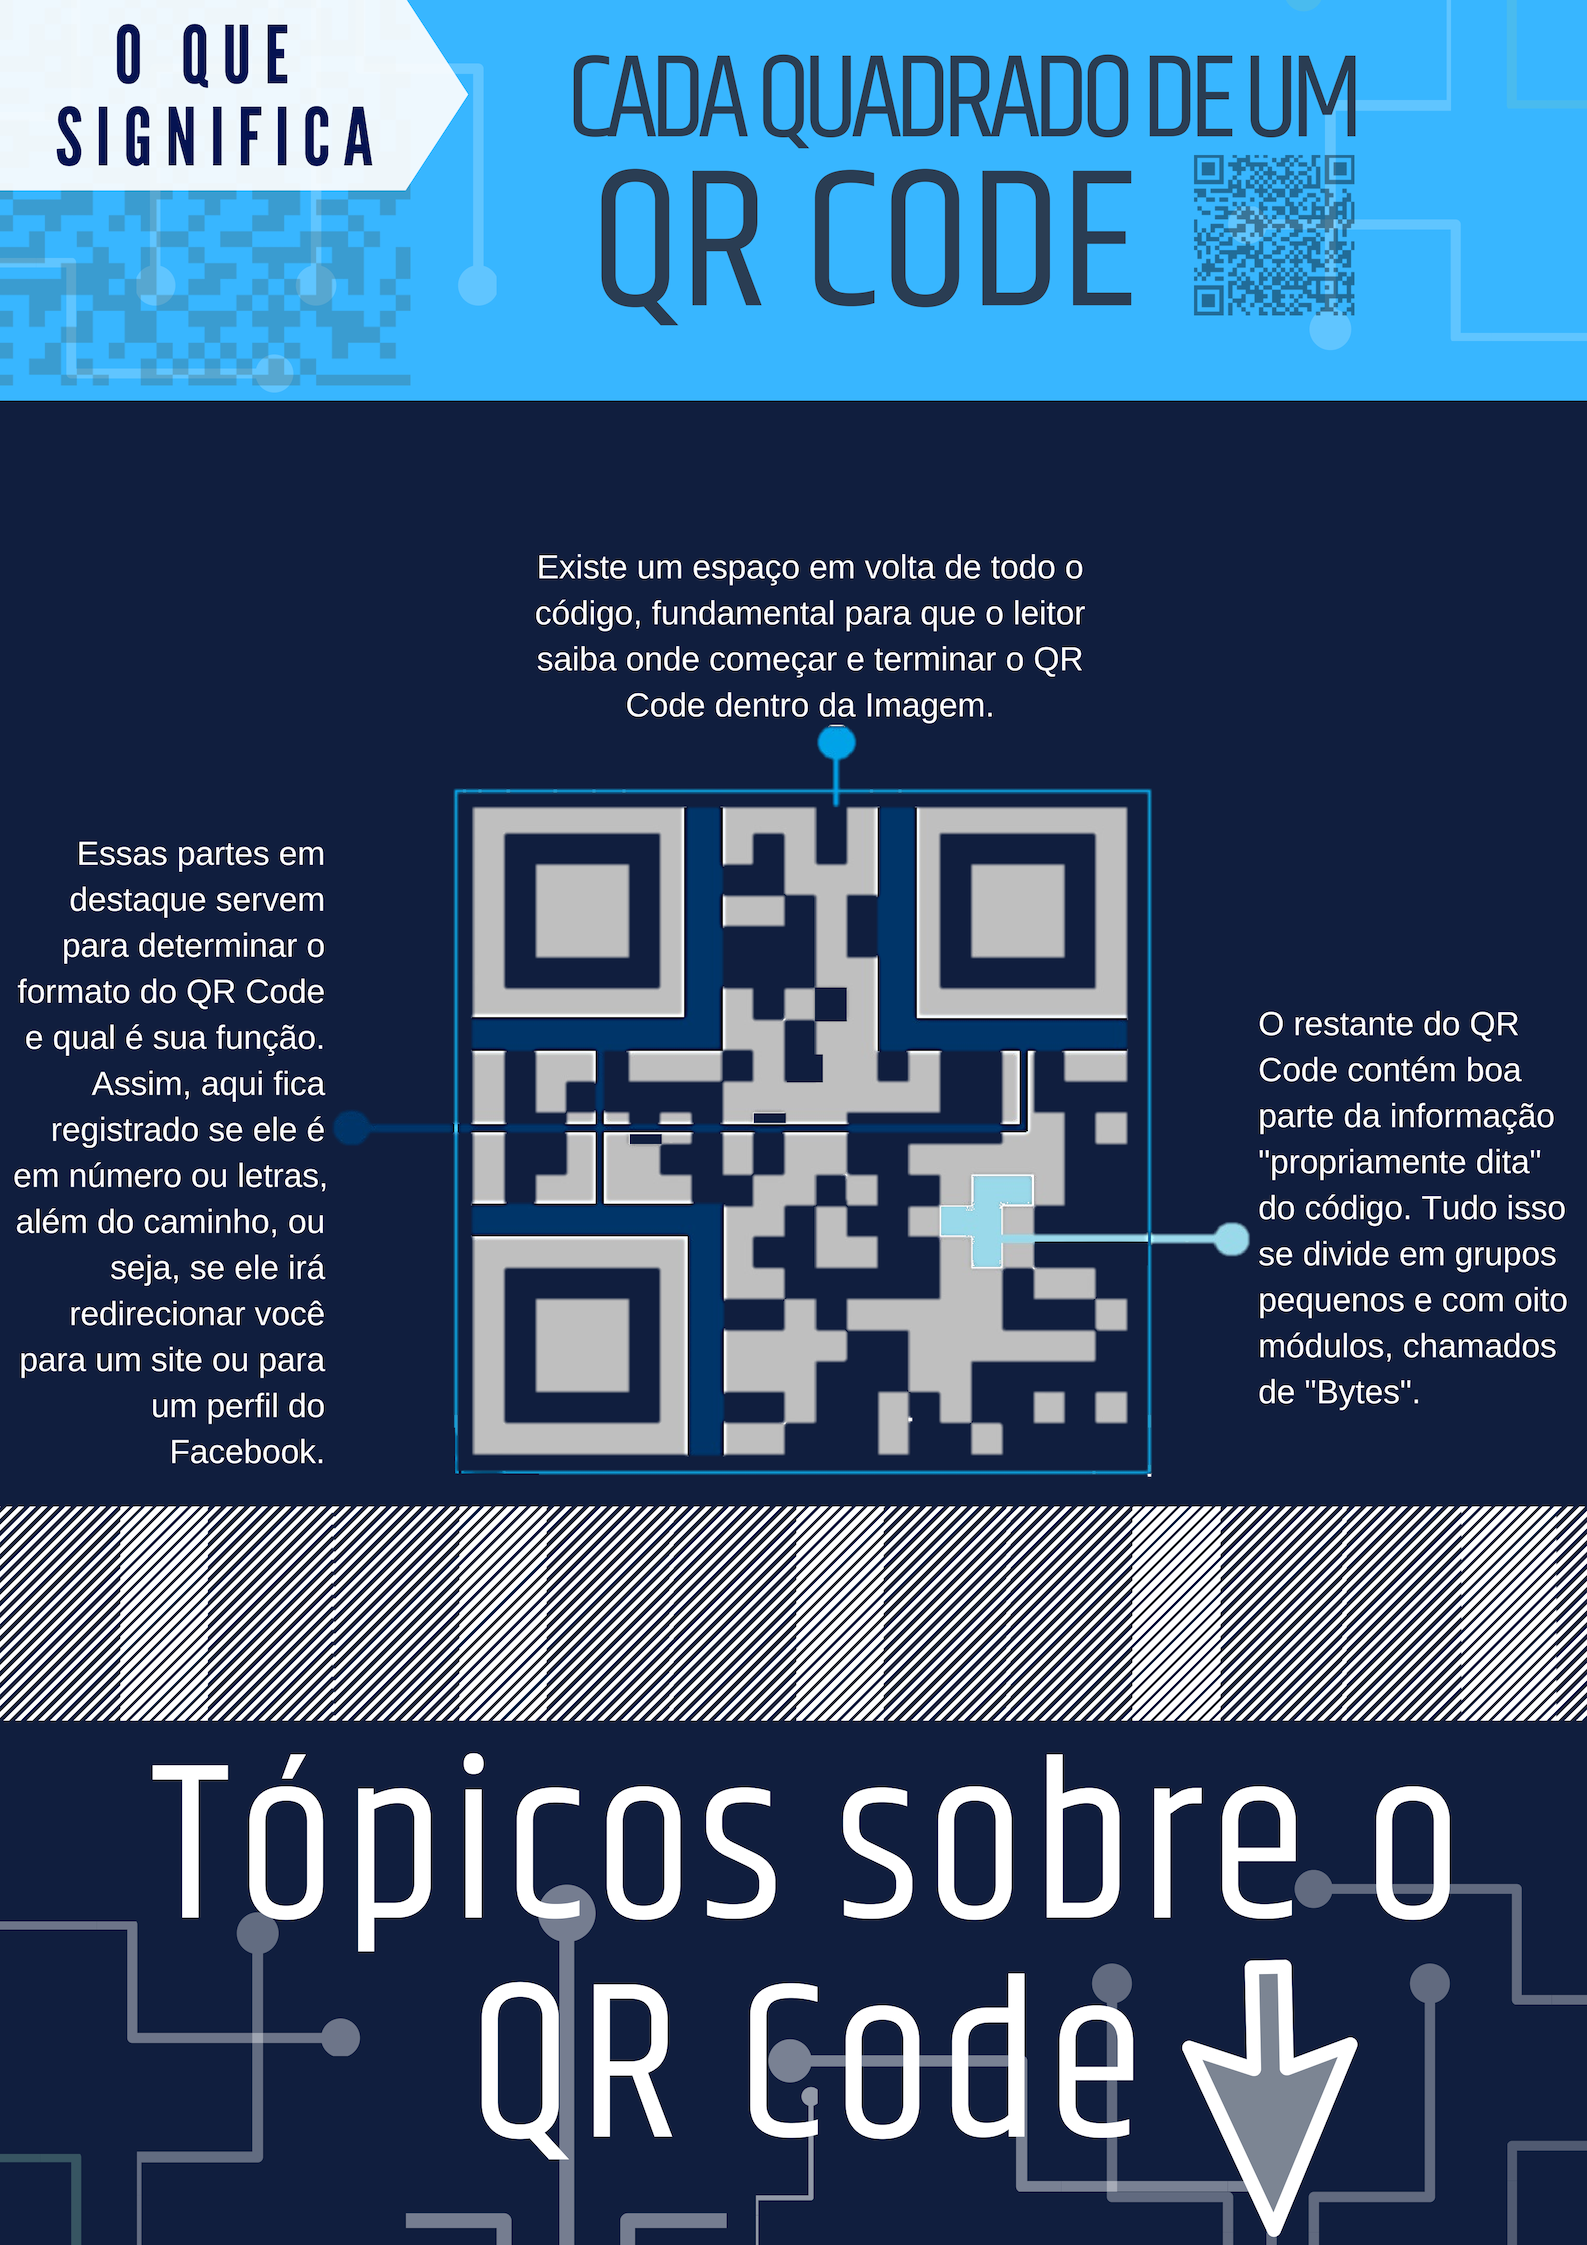 O QUE
SIGNIFICA
CADA QUADRADO DE UM
QR CODE
Existe um espaço em volta de todo o
código, fundamental para que o leitor
saiba onde começar e terminar o QR
Code dentro da Imagem.
Essas partes em
destaque servem
para determinar o
formato do QR Code
e qual é sua função.
Assim, aqui fica
registrado se ele é
em número ou letras,
além do caminho, ou
seja, se ele irá
redirecionar você
para um site ou para
um perfil do
Facebook.
O restante do QR
Code contém boa
parte da informação
"propriamente dita"
do código. Tudo isso
se divide em grupos
pequenos e com oito
módulos, chamados
de "Bytes".
Tópicos sobre o
QR Code